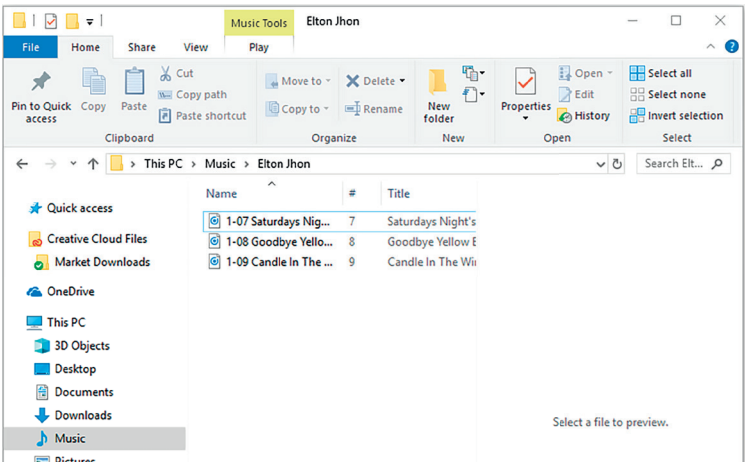 Music Tools Elton Jhon
File Home Share View Play
Pin to Quick access
Copy
Paste
Cut
Copy path
Paste shortcut
Clipboard
Move to
Copy to
Delete
Rename
Organize
New folder
New
Properties
Open
Edit
History
Open
Select all
Select none
Invert selection
Select
This PC > Music > Elton Jhon
Search Elt...
Name # Title
1-07 Saturdays Nig... 7 Saturdays Night's
1-08 Goodbye Yello... 8 Goodbye Yellow
1-09 Candle In The ... 9 Candle In The
Quick access
Creative Cloud Files
Market Downloads
OneDrive
This PC
3D Objects
Desktop
Documents
Downloads
Music
Pictures
Select a file to preview.